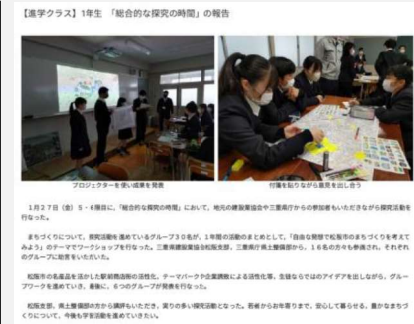 【進学クラス】1年生 「総合的な探究の時間」の報告
プロジェクターを使い成果を発表
付箋を貼りながら意見を出し合う
1月27日(金)5・6限目に、「総合的な探究の時間」において、地元の建設業協会や三重県庁からの参加者もいただきながら探究活動を
行なった。
まちづくりについて、探究活動を進めているグループ30名が、1年間の活動のまとめとして、「自由な発想で松阪市のまちづくりを考えて
みよう」のテーマでワークショップを行なった。三重県建設業協会松阪支部、三重県庁県土整備部から、16名の方々も参画され、それぞれ
のグループに助言をいただいた。
松阪市の名産品を活かした駅前商店街の活性化、テーマパークや企業誘致による活性化等、生徒ならではのアイデアを出しながら、グルー
プワークを進めていき、最後に、6つのグループが発表を行なった。
松阪支部、県土整備部の方から講評もいただき、実りの多い探究活動となった。若者からお年寄りまで、安心して暮らせる、豊かなまちづ
くりについて、今後も学習活動を進めていきたい。